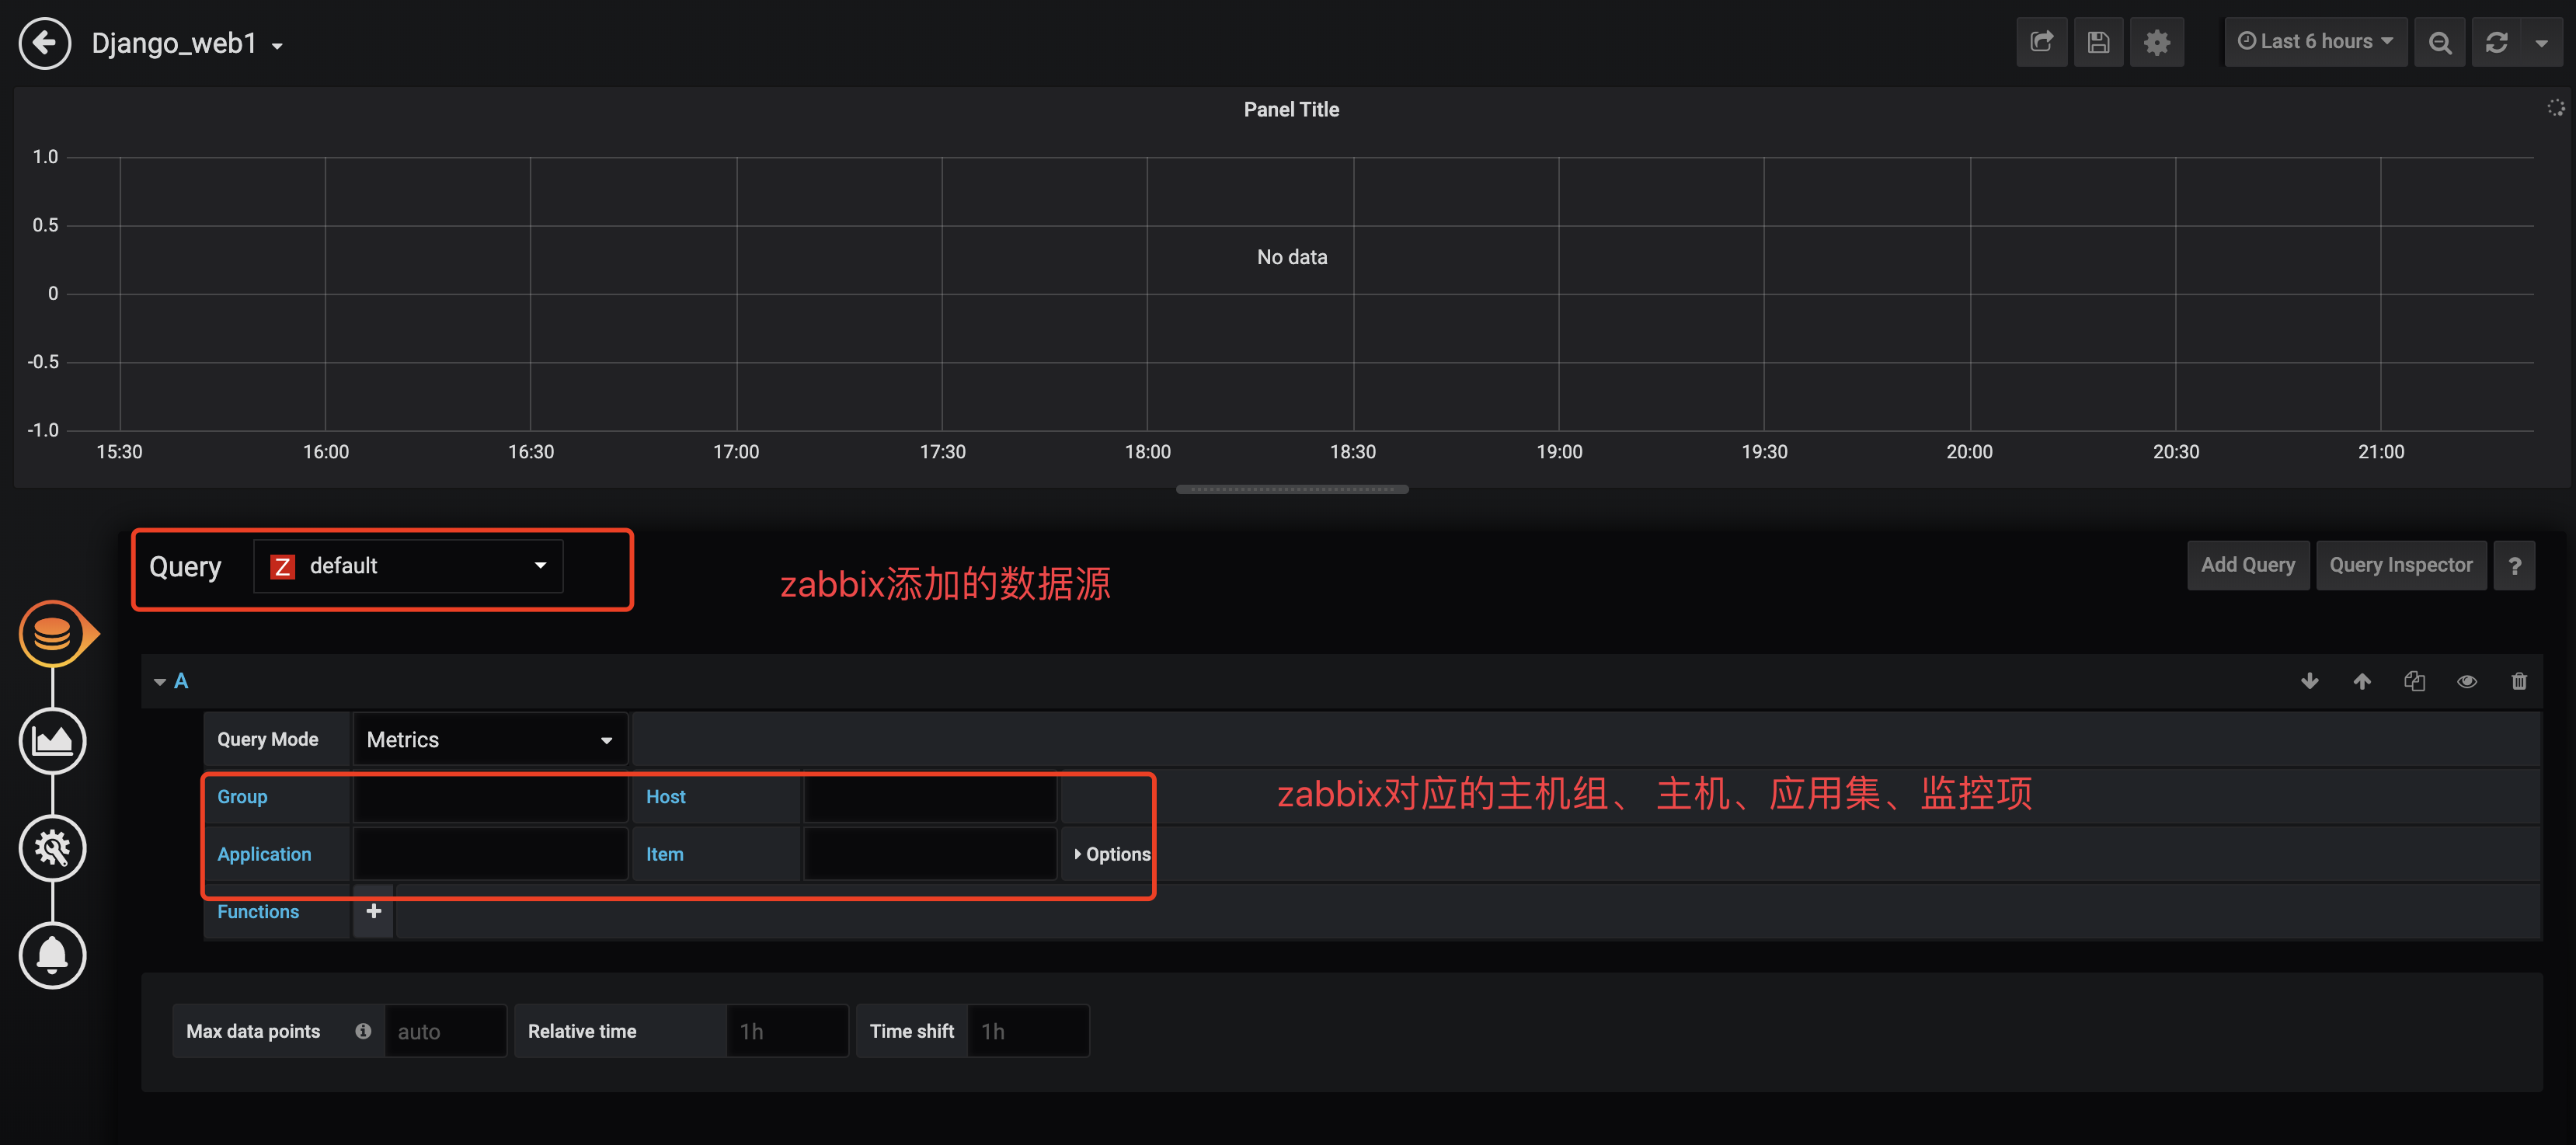 Django_web1
Last 6 hours
Panel Title
1.0
0.5
No data
0
-0.5
-1.0
15:30 16:00 16:30 17:00 17:30 18:00 18:30 19:00 19:30 20:00 20:30 21:00
Query Z default
zabbix添加的数据源
Add Query Query Inspector ?
A
Query Mode Metrics
Group Host
zabbix对应的主机组、主机、应用集、监控项
Application Item Options
Functions +
Max data points auto Relative time 1h Time shift 1h